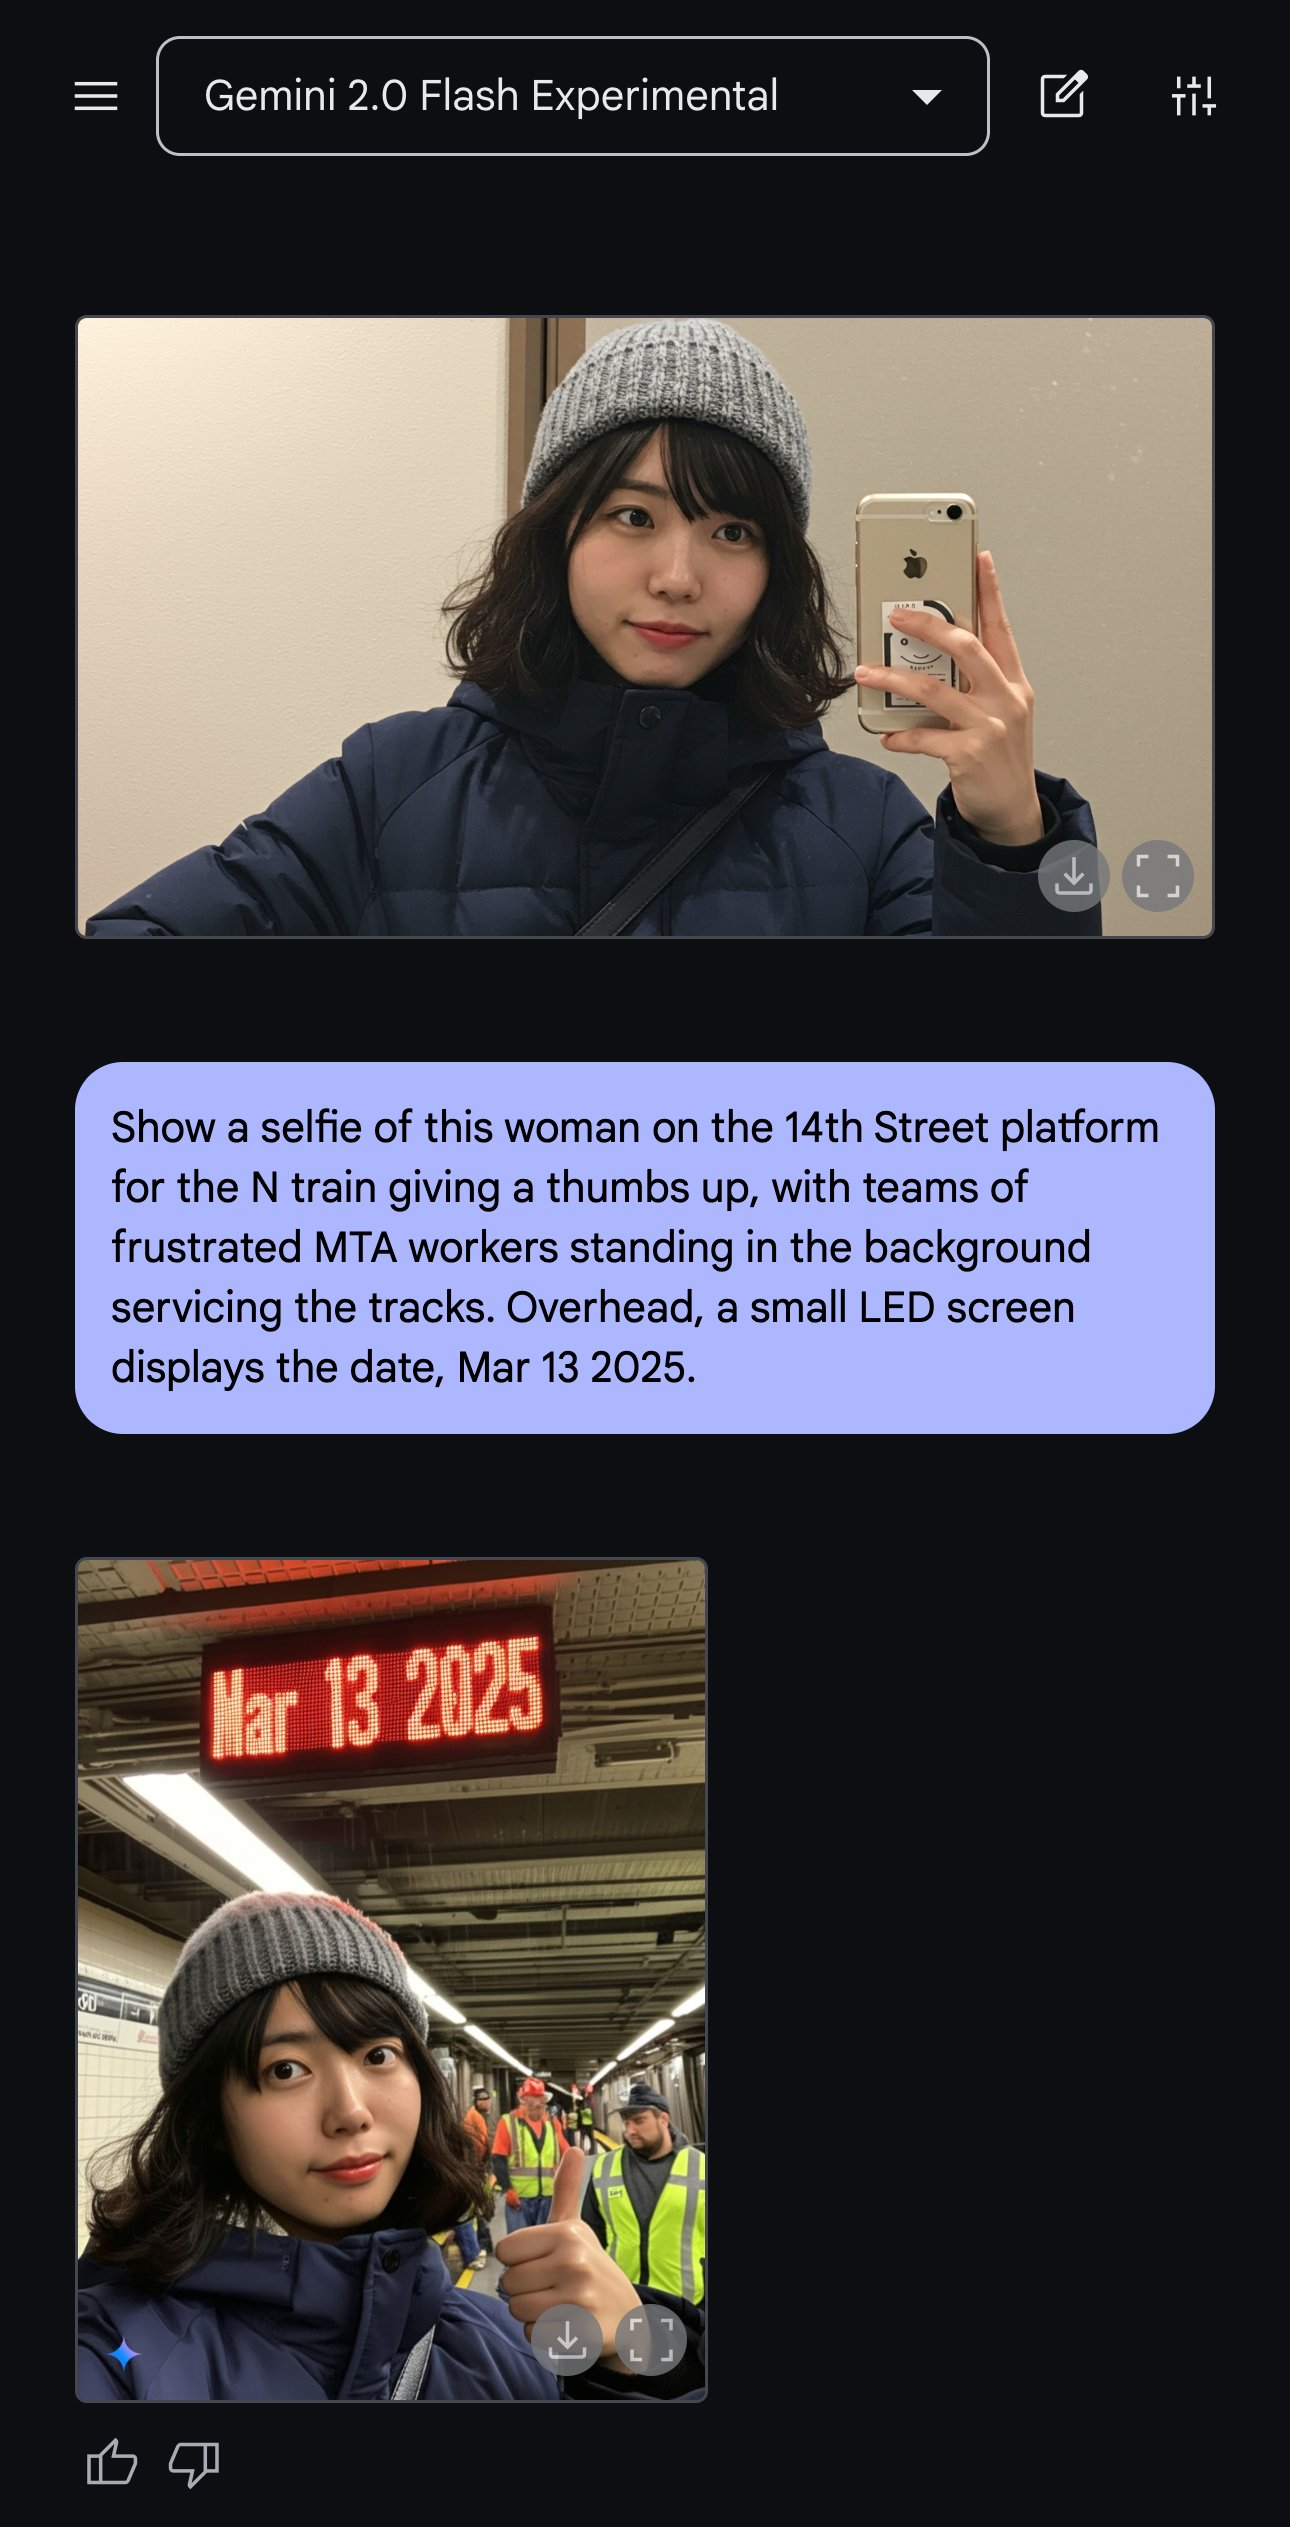 Gemini 2.0 Flash Experimental
Show a selfie of this woman on the 14th Street platform
for the N train giving a thumbs up, with teams of
frustrated MTA workers standing in the background
servicing the tracks. Overhead, a small LED screen
displays the date, Mar 13 2025.
Mar 13 2025